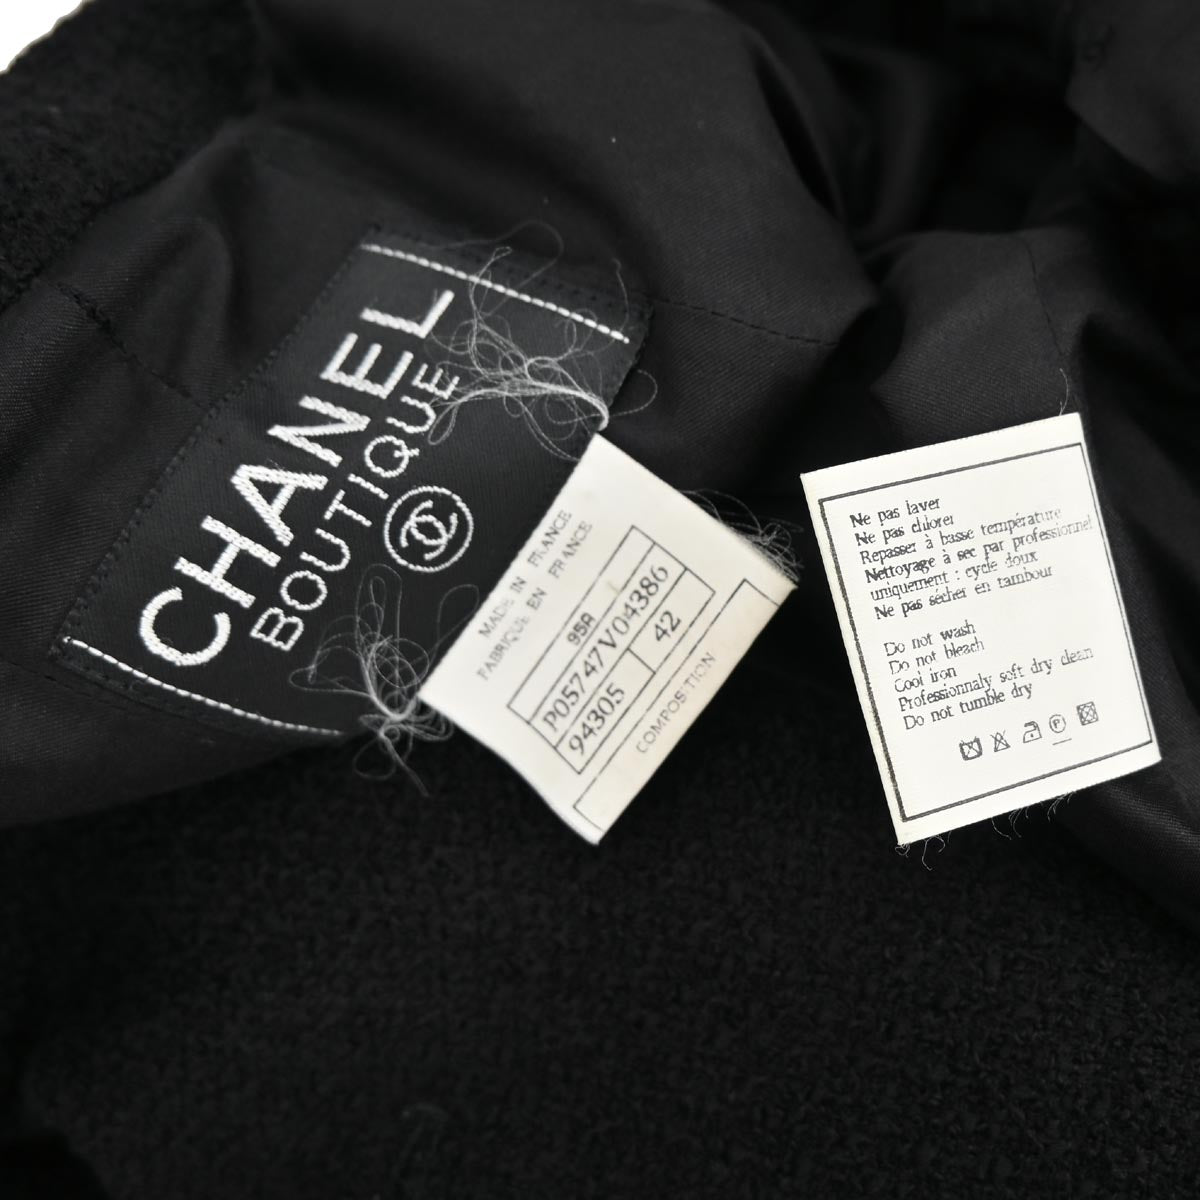 CHANEL
BOUTIQUE
MADE IN FRANCE
FABRIQUE EN FRANCE
95A
P05747V04386
94305 42
COMPOSITION
Ne pas laver
Ne pas chlorer
Repasser à basse température
Nettoyage à sec par professionnel
uniquement : cycle doux
Ne pas sécher en tambour
Do not wash
Do not bleach
Cool iron
Professionnaly soft dry clean
Do not tumble dry
P